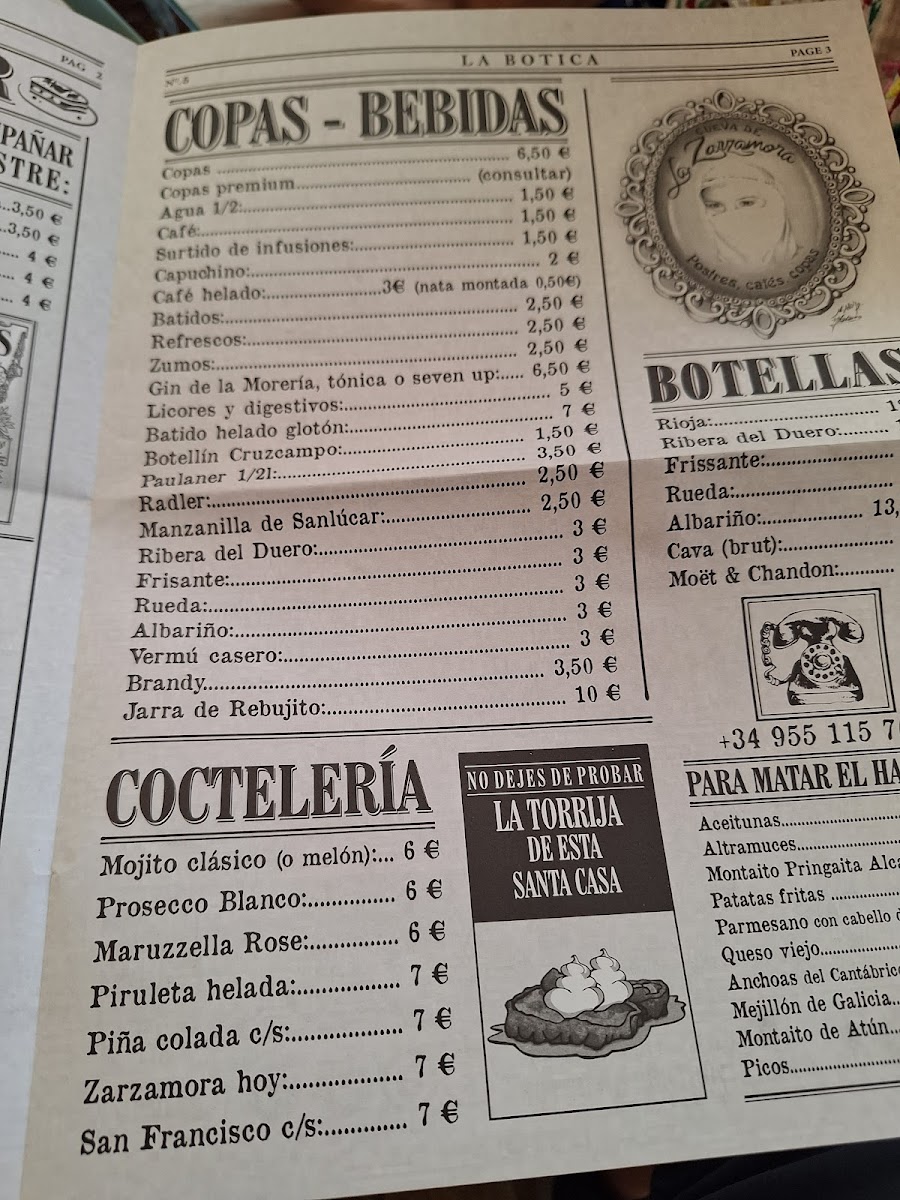 PAG 2
R
PAÑAR
STRE:
..3,50 €
..3,50 €
..... 4 €
.... 4 €
... 4 €
S
Nº. 5
LA BOTICA
PAGE 3
COPAS - BEBIDAS
Copas ........ 6,50 €
Copas premium........ (consultar)
Agua 1/2:........ 1,50 €
Café:........ 1,50 €
Surtido de infusiones:........ 1,50 €
Capuchino:........ 2 €
Café helado:........3€ (nata montada 0,50€)
Batidos:........ 2,50 €
Refrescos:........ 2,50 €
Zumos:........ 2,50 €
Gin de la Morería, tónica o seven up:..... 6,50 €
Licores y digestivos:........ 5 €
Batido helado glotón:........ 7 €
Botellín Cruzcampo:........ 1,50 €
Paulaner 1/2l:........ 3,50 €
Radler:........ 2,50 €
Manzanilla de Sanlúcar:........ 2,50 €
Ribera del Duero:........ 3 €
Frisante:........ 3 €
Rueda:........ 3 €
Albariño:........ 3 €
Vermú casero:........ 3 €
Brandy........ 3,50 €
Jarra de Rebujito:........ 10 €
COCTELERÍA
Mojito clásico (o melón):... 6 €
Prosecco Blanco:........ 6 €
Maruzzella Rose:........ 6 €
Piruleta helada:........ 7 €
Piña colada c/s:........ 7 €
Zarzamora hoy:........ 7 €
San Francisco c/s:........ 7 €
NO DEJES DE PROBAR
LA TORRIJA
DE ESTA
SANTA CASA
CUEVA DE
La Zarzamora
Postres, cafés, copas
BOTELLAS
Rioja:........ 1
Ribera del Duero:........
Frissante:........
Rueda:........
Albariño:........ 13,
Cava (brut):........
Moët & Chandon:........
+34 955 115 7
PARA MATAR EL HA
Aceitunas........
Altramuces........
Montaito Pringaita Alca
Patatas fritas ........
Parmesano con cabello d
Queso viejo........
Anchoas del Cantábrico
Mejillón de Galicia..
Montaito de Atún...
Picos........